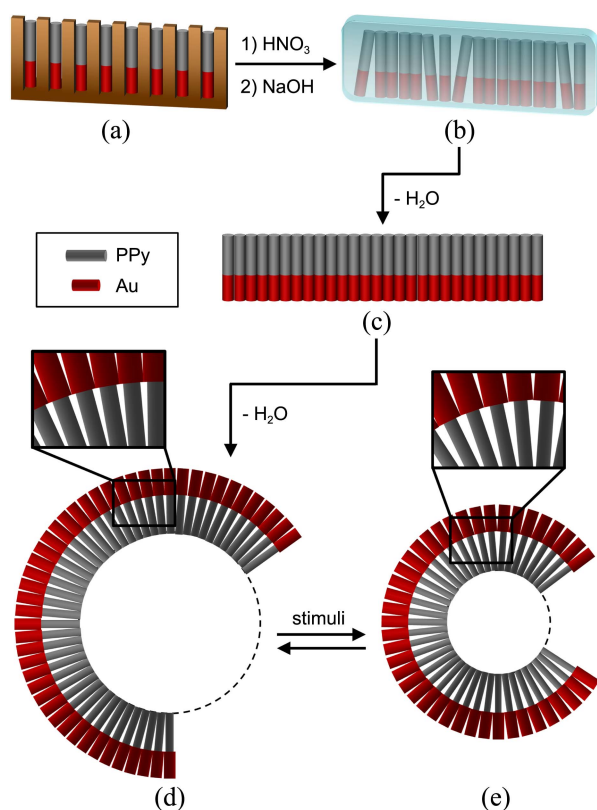 1) HNO₃
2) NaOH
(a)
(b)
- H₂O
PPy
Au
(c)
- H₂O
stimuli
(d)
(e)